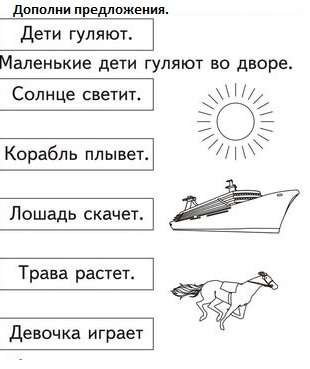 Дополни предложения.
Дети гуляют.
Маленькие дети гуляют во дворе.
Солнце светит.
Корабль плывет.
Лошадь скачет.
Трава растет.
Девочка играет